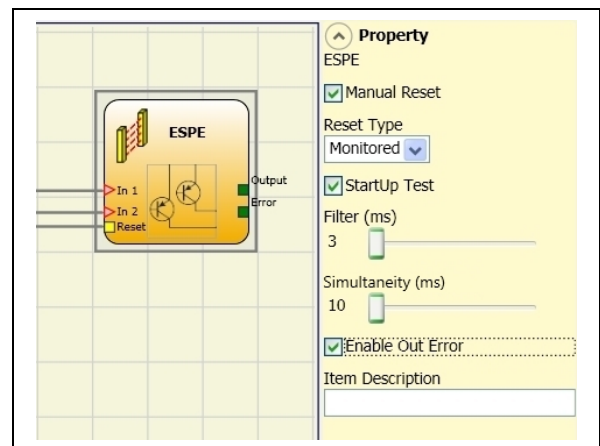 ESPE
In 1
In 2
Reset
Output
Error
Property
ESPE
Manual Reset
Reset Type
Monitored
StartUp Test
Filter (ms)
3
Simultaneity (ms)
10
Enable Out Error
Item Description